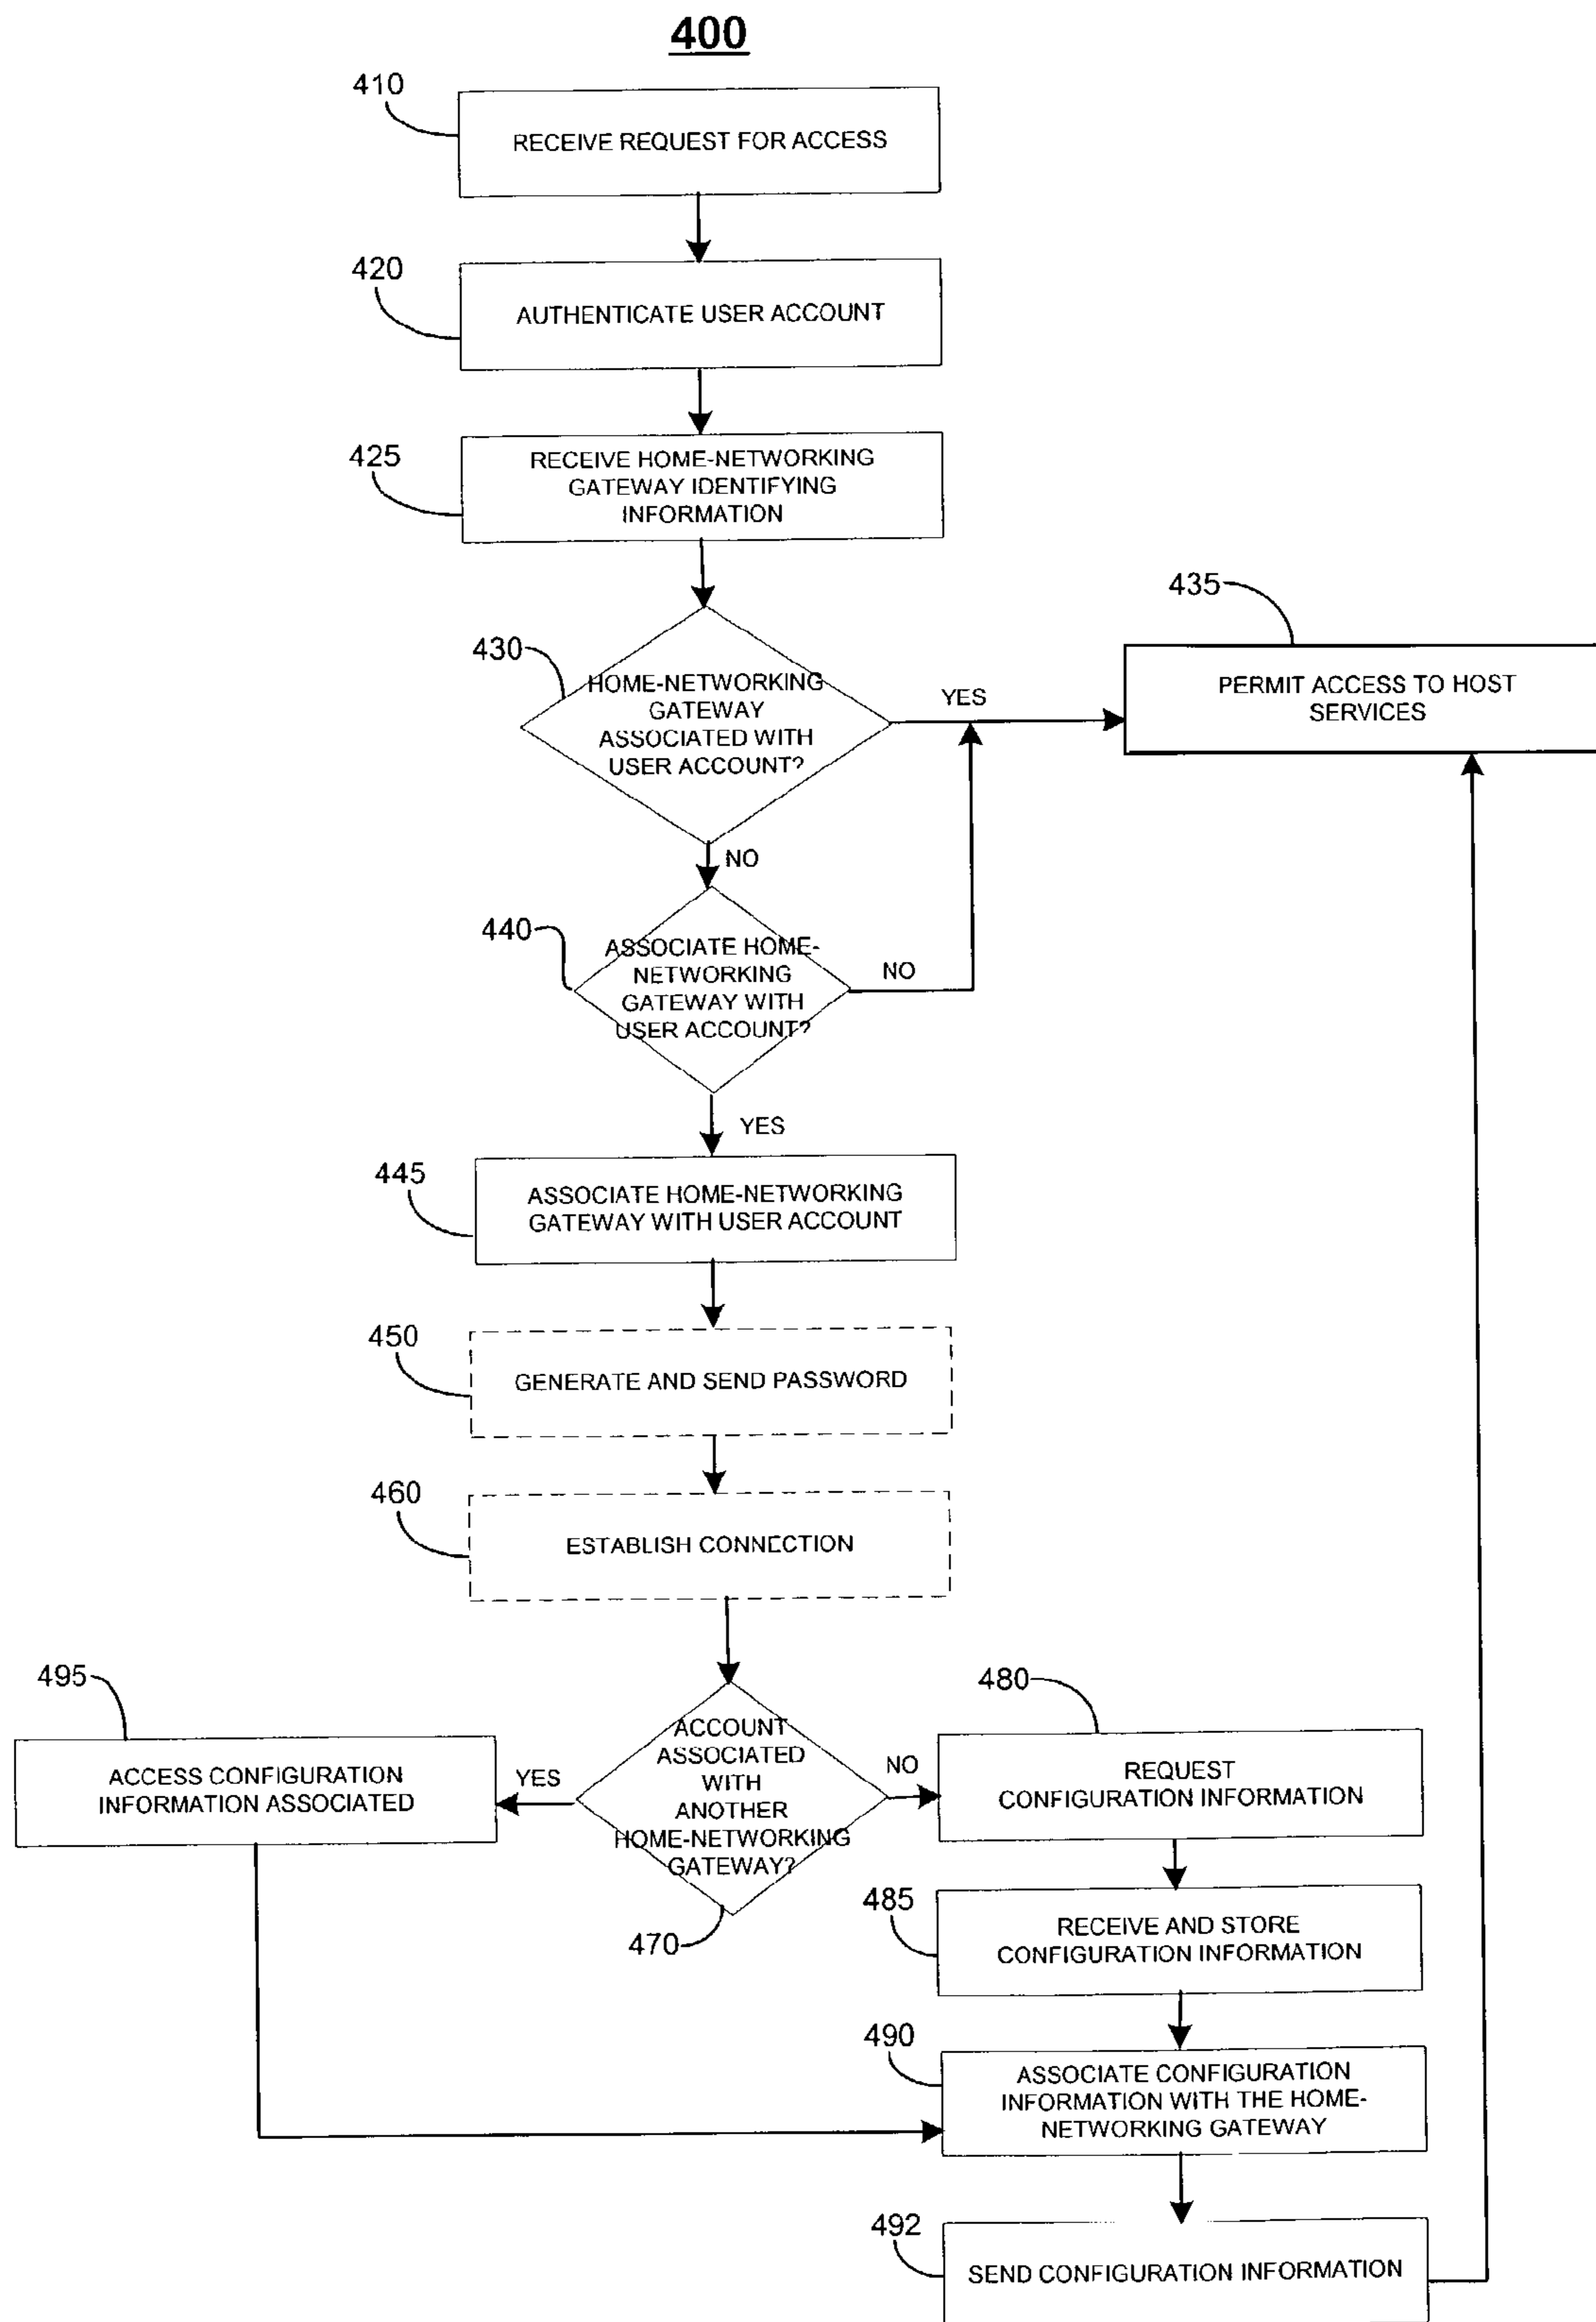 400
410
RECEIVE REQUEST FOR ACCESS
420
AUTHENTICATE USER ACCOUNT
425
RECEIVE HOME-NETWORKING
GATEWAY IDENTIFYING
INFORMATION
430
HOME-NETWORKING
GATEWAY
ASSOCIATED WITH
USER ACCOUNT?
YES
435
PERMIT ACCESS TO HOST
SERVICES
NO
440
ASSOCIATE HOME-
NETWORKING
GATEWAY WITH
USER ACCOUNT?
NO
YES
445
ASSOCIATE HOME-NETWORKING
GATEWAY WITH USER ACCOUNT
450
GENERATE AND SEND PASSWORD
460
ESTABLISH CONNECTION
495
ACCESS CONFIGURATION
INFORMATION ASSOCIATED
YES
ACCOUNT
ASSOCIATED
WITH
ANOTHER
HOME-NETWORKING
GATEWAY?
470
NO
480
REQUEST
CONFIGURATION INFORMATION
485
RECEIVE AND STORE
CONFIGURATION INFORMATION
490
ASSOCIATE CONFIGURATION
INFORMATION WITH THE HOME-
NETWORKING GATEWAY
492
SEND CONFIGURATION INFORMATION